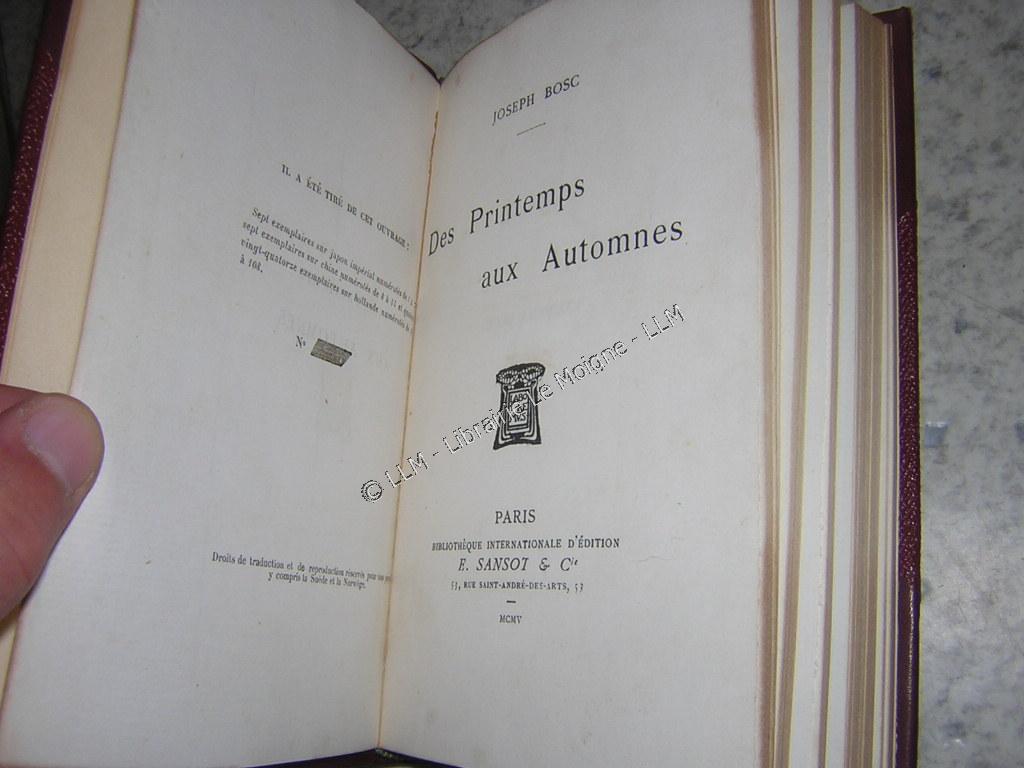 IL A ÉTÉ TIRÉ DE CET OUVRAGE :
Sept exemplaires sur japon impérial numérotés de 1 à
sept exemplaires sur chine numérotés de 8 à 14 et
vingt-quatorze exemplaires sur hollande numérotés de
à 104.
N°
Droits de traduction et de reproduction réservés pour
y compris la Suède et la Norvège.
JOSEPH BOSC
Des Printemps
aux Automnes
LABO
PARIS
BIBLIOTHÈQUE INTERNATIONALE D'ÉDITION
E. SANSOT & Cie
53, RUE SAINT-ANDRÉ-DES-ARTS, 53
MCMV
© LLM - Librairie Le Moigne - LLM